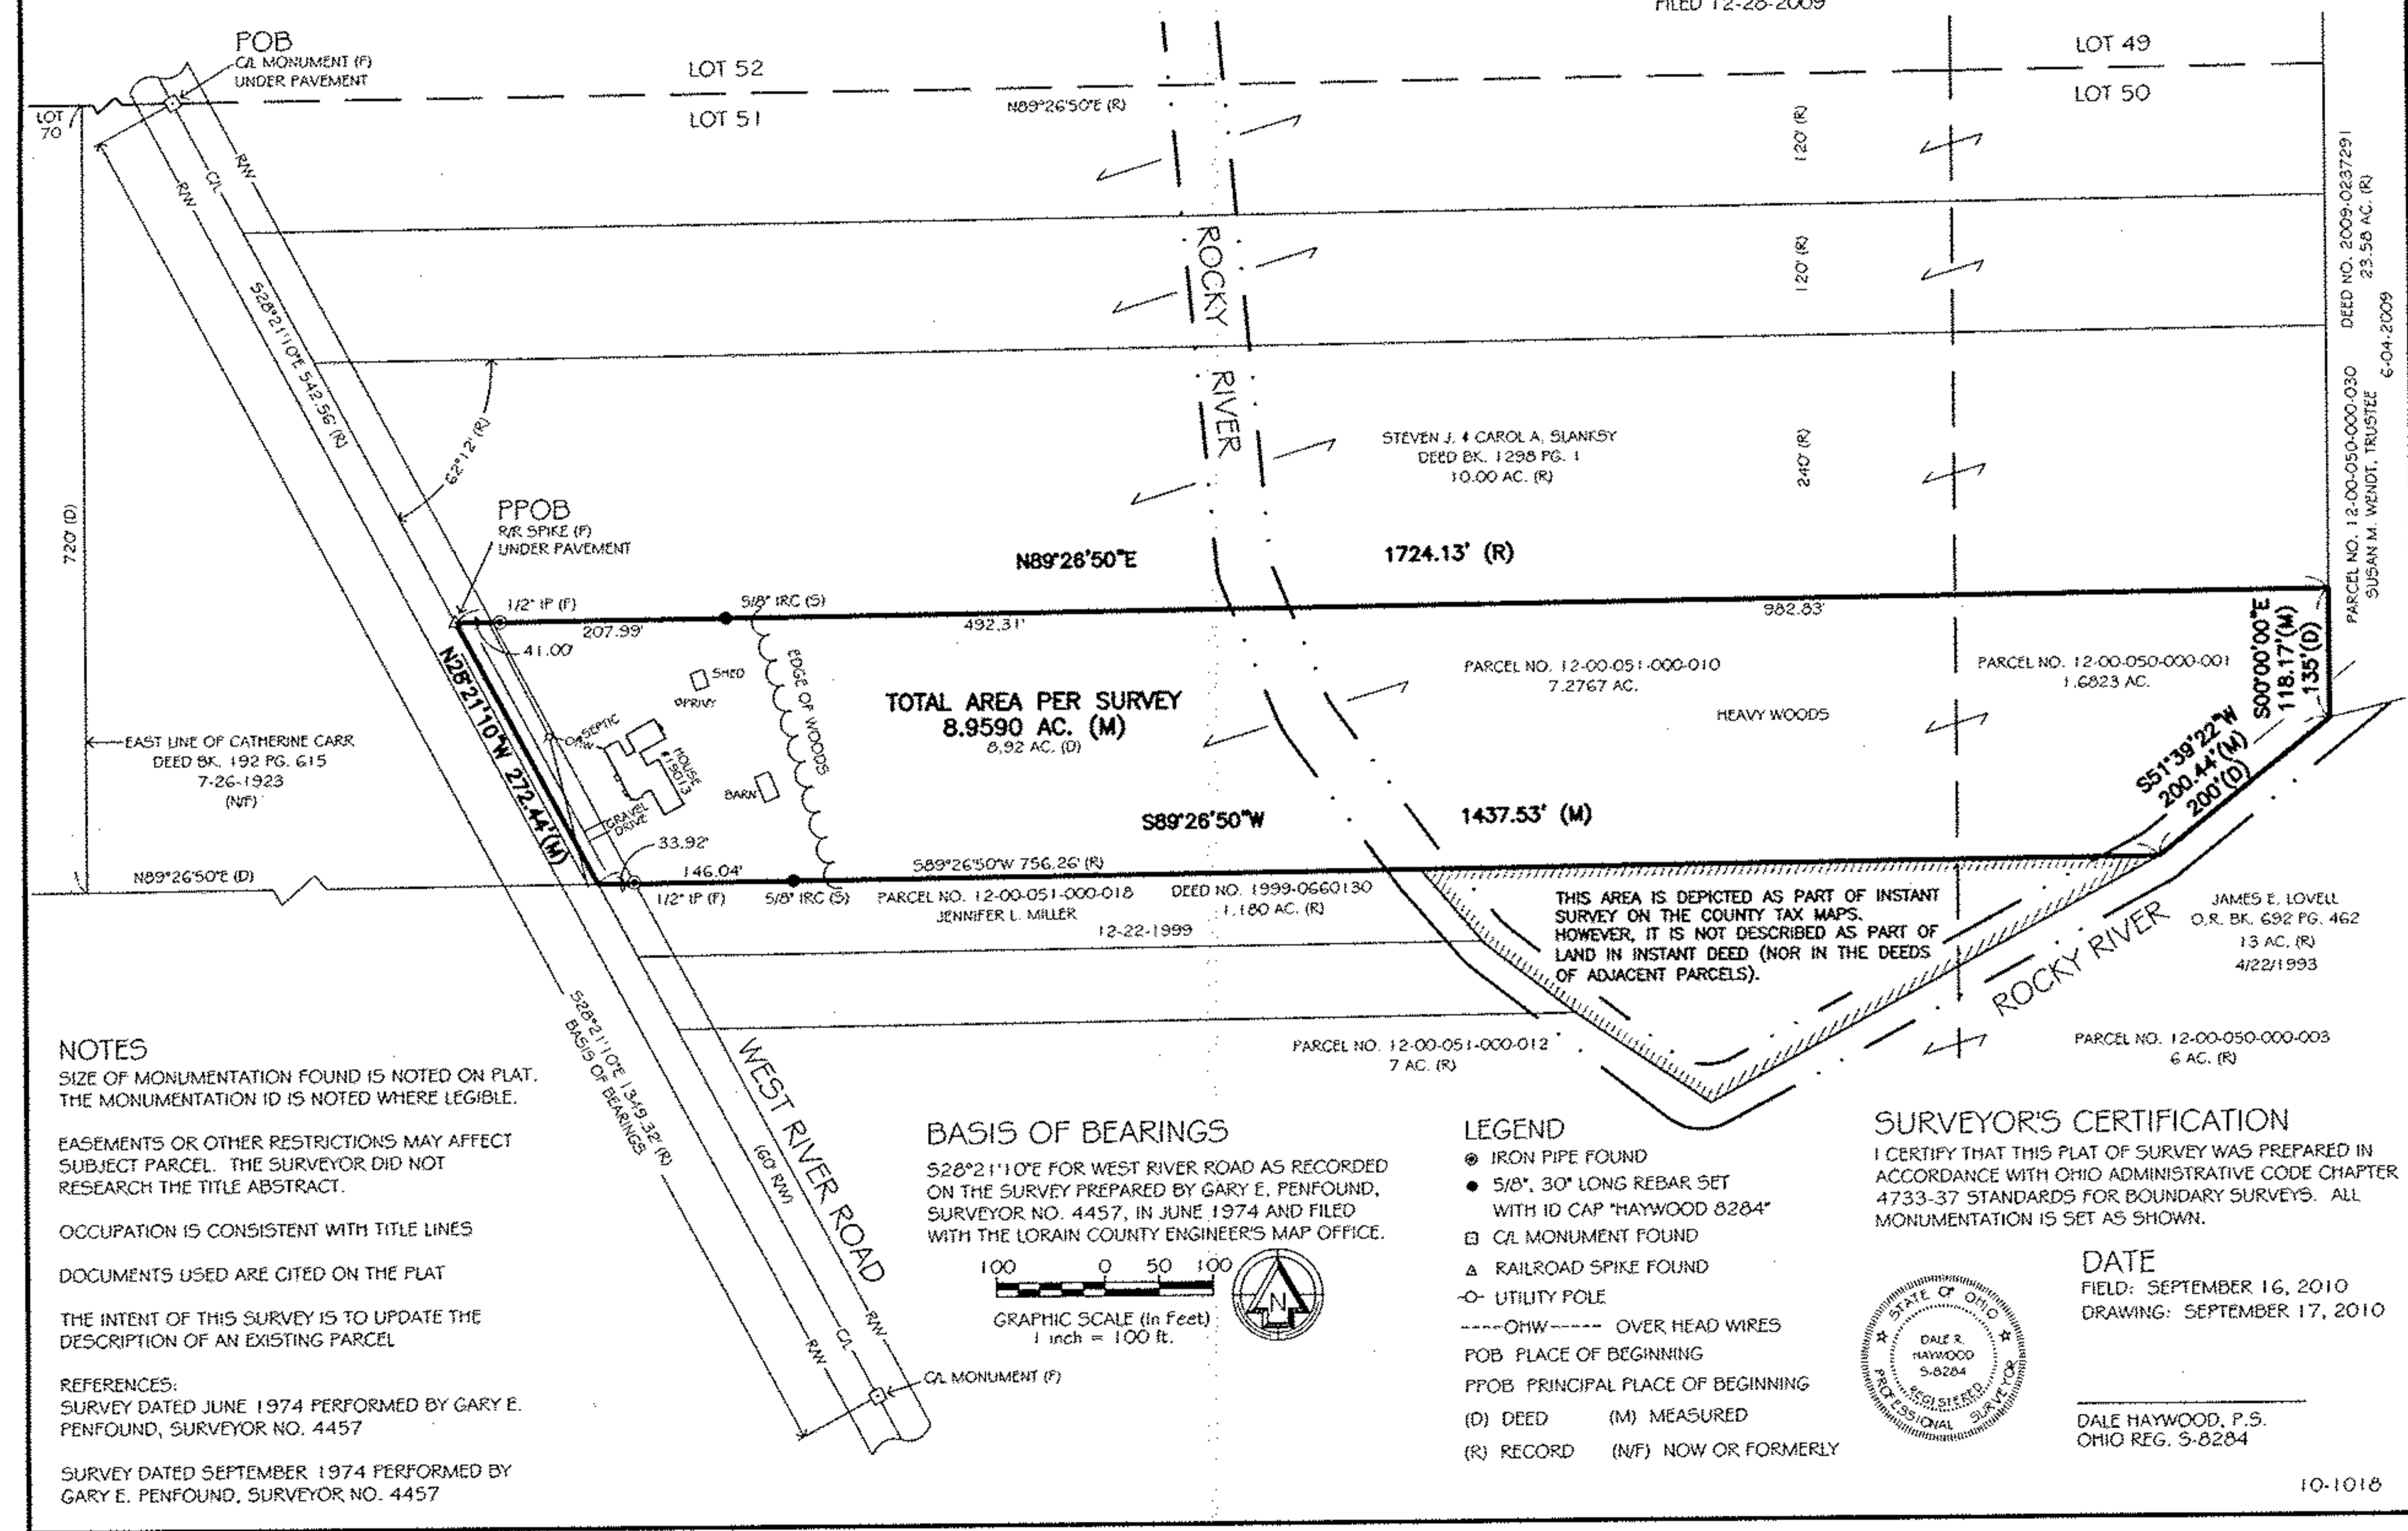 FILED 12-28-2009
POB
C/L MONUMENT (F)
UNDER PAVEMENT
LOT 52
LOT 49
LOT 70
LOT 51
N89°26'50"E (R)
LOT 50
R/W
C/L
R/W
120' (R)
DEED NO. 2009-0237291
23.58 AC. (R)
PARCEL NO. 12-00-050-000-030
SUSAN M. WENDT, TRUSTEE
6-04-2009
S28°21'10"E 542.56' (R)
120' (R)
ROCKY RIVER
62°12' (R)
STEVEN J. & CAROL A. SLANKSY
DEED BK. 1298 PG. 1
10.00 AC. (R)
240' (R)
720' (D)
PPOB
R/R SPIKE (F)
UNDER PAVEMENT
N89°26'50"E
1724.13' (R)
1/2" IP (F)
207.99'
5/8" IRC (S)
492.31'
982.83'
41.00'
N28°21'10"W 272.44'(M)
SHED
PRIVY
EDGE OF WOODS
SEPTIC
OHW
HOUSE
#19013
BARN
GRAVEL
DRIVE
TOTAL AREA PER SURVEY
8.9590 AC. (M)
8.92 AC. (D)
PARCEL NO. 12-00-051-000-010
7.2767 AC.
PARCEL NO. 12-00-050-000-001
1.6823 AC.
HEAVY WOODS
S00°00'00"E
118.17'(M)
135'(D)
S51°39'22"W
200.44'(M)
200'(D)
EAST LINE OF CATHERINE CARR
DEED BK. 192 PG. 615
7-26-1923
(N/F)
N89°26'50"E (D)
S89°26'50"W
1437.53' (M)
33.92'
146.04'
S89°26'50"W 756.26' (R)
1/2" IP (F)
5/8" IRC (S)
PARCEL NO. 12-00-051-000-018
JENNIFER L. MILLER
DEED NO. 1999-0660130
1.180 AC. (R)
12-22-1999
THIS AREA IS DEPICTED AS PART OF INSTANT
SURVEY ON THE COUNTY TAX MAPS.
HOWEVER, IT IS NOT DESCRIBED AS PART OF
LAND IN INSTANT DEED (NOR IN THE DEEDS
OF ADJACENT PARCELS).
JAMES E. LOVELL
O.R. BK. 692 PG. 462
13 AC. (R)
4/22/1993
ROCKY RIVER
PARCEL NO. 12-00-051-000-012
7 AC. (R)
PARCEL NO. 12-00-050-000-003
6 AC. (R)
S28°21'10"E 1349.32' (R)
BASIS OF BEARINGS
WEST RIVER ROAD
(60' R/W)
R/W
C/L
R/W
C/L MONUMENT (F)
NOTES
SIZE OF MONUMENTATION FOUND IS NOTED ON PLAT.
THE MONUMENTATION ID IS NOTED WHERE LEGIBLE.
EASEMENTS OR OTHER RESTRICTIONS MAY AFFECT
SUBJECT PARCEL. THE SURVEYOR DID NOT
RESEARCH THE TITLE ABSTRACT.
OCCUPATION IS CONSISTENT WITH TITLE LINES
DOCUMENTS USED ARE CITED ON THE PLAT
THE INTENT OF THIS SURVEY IS TO UPDATE THE
DESCRIPTION OF AN EXISTING PARCEL
REFERENCES:
SURVEY DATED JUNE 1974 PERFORMED BY GARY E.
PENFOUND, SURVEYOR NO. 4457
SURVEY DATED SEPTEMBER 1974 PERFORMED BY
GARY E. PENFOUND, SURVEYOR NO. 4457
BASIS OF BEARINGS
S28°21'10"E FOR WEST RIVER ROAD AS RECORDED
ON THE SURVEY PREPARED BY GARY E. PENFOUND,
SURVEYOR NO. 4457, IN JUNE 1974 AND FILED
WITH THE LORAIN COUNTY ENGINEER'S MAP OFFICE.
100 0 50 100
GRAPHIC SCALE (In Feet)
1 inch = 100 ft.
N
LEGEND
IRON PIPE FOUND
5/8", 30" LONG REBAR SET
WITH ID CAP "HAYWOOD 8284"
C/L MONUMENT FOUND
RAILROAD SPIKE FOUND
UTILITY POLE
----OHW----- OVER HEAD WIRES
POB PLACE OF BEGINNING
PPOB PRINCIPAL PLACE OF BEGINNING
(D) DEED (M) MEASURED
(R) RECORD (N/F) NOW OR FORMERLY
SURVEYOR'S CERTIFICATION
I CERTIFY THAT THIS PLAT OF SURVEY WAS PREPARED IN
ACCORDANCE WITH OHIO ADMINISTRATIVE CODE CHAPTER
4733-37 STANDARDS FOR BOUNDARY SURVEYS. ALL
MONUMENTATION IS SET AS SHOWN.
STATE OF OHIO
DALE R.
HAYWOOD
S-8284
REGISTERED
PROFESSIONAL SURVEYOR
DATE
FIELD: SEPTEMBER 16, 2010
DRAWING: SEPTEMBER 17, 2010
DALE HAYWOOD, P.S.
OHIO REG. S-8284
10-1018